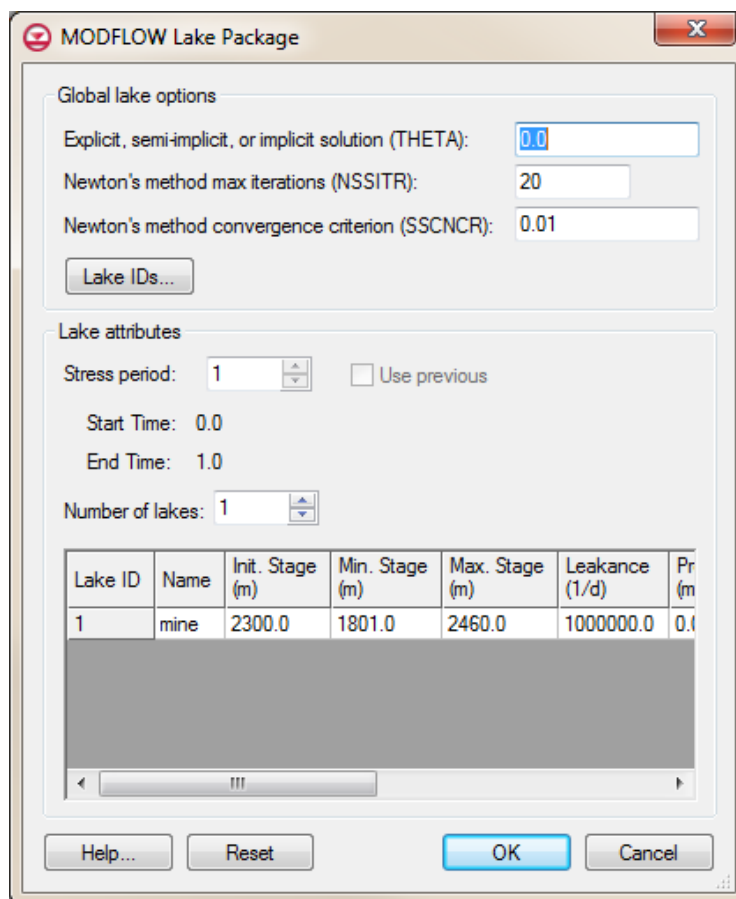 MODFLOW Lake Package
Global lake options
Explicit, semi-implicit, or implicit solution (THETA): 0.0
Newton's method max iterations (NSSITR): 20
Newton's method convergence criterion (SSCNCR): 0.01
Lake IDs...
Lake attributes
Stress period: 1 Use previous
Start Time: 0.0
End Time: 1.0
Number of lakes: 1
Lake ID Name Init. Stage (m) Min. Stage (m) Max. Stage (m) Leakance (1/d)
1 mine 2300.0 1801.0 2460.0 1000000.0
Help... Reset OK Cancel